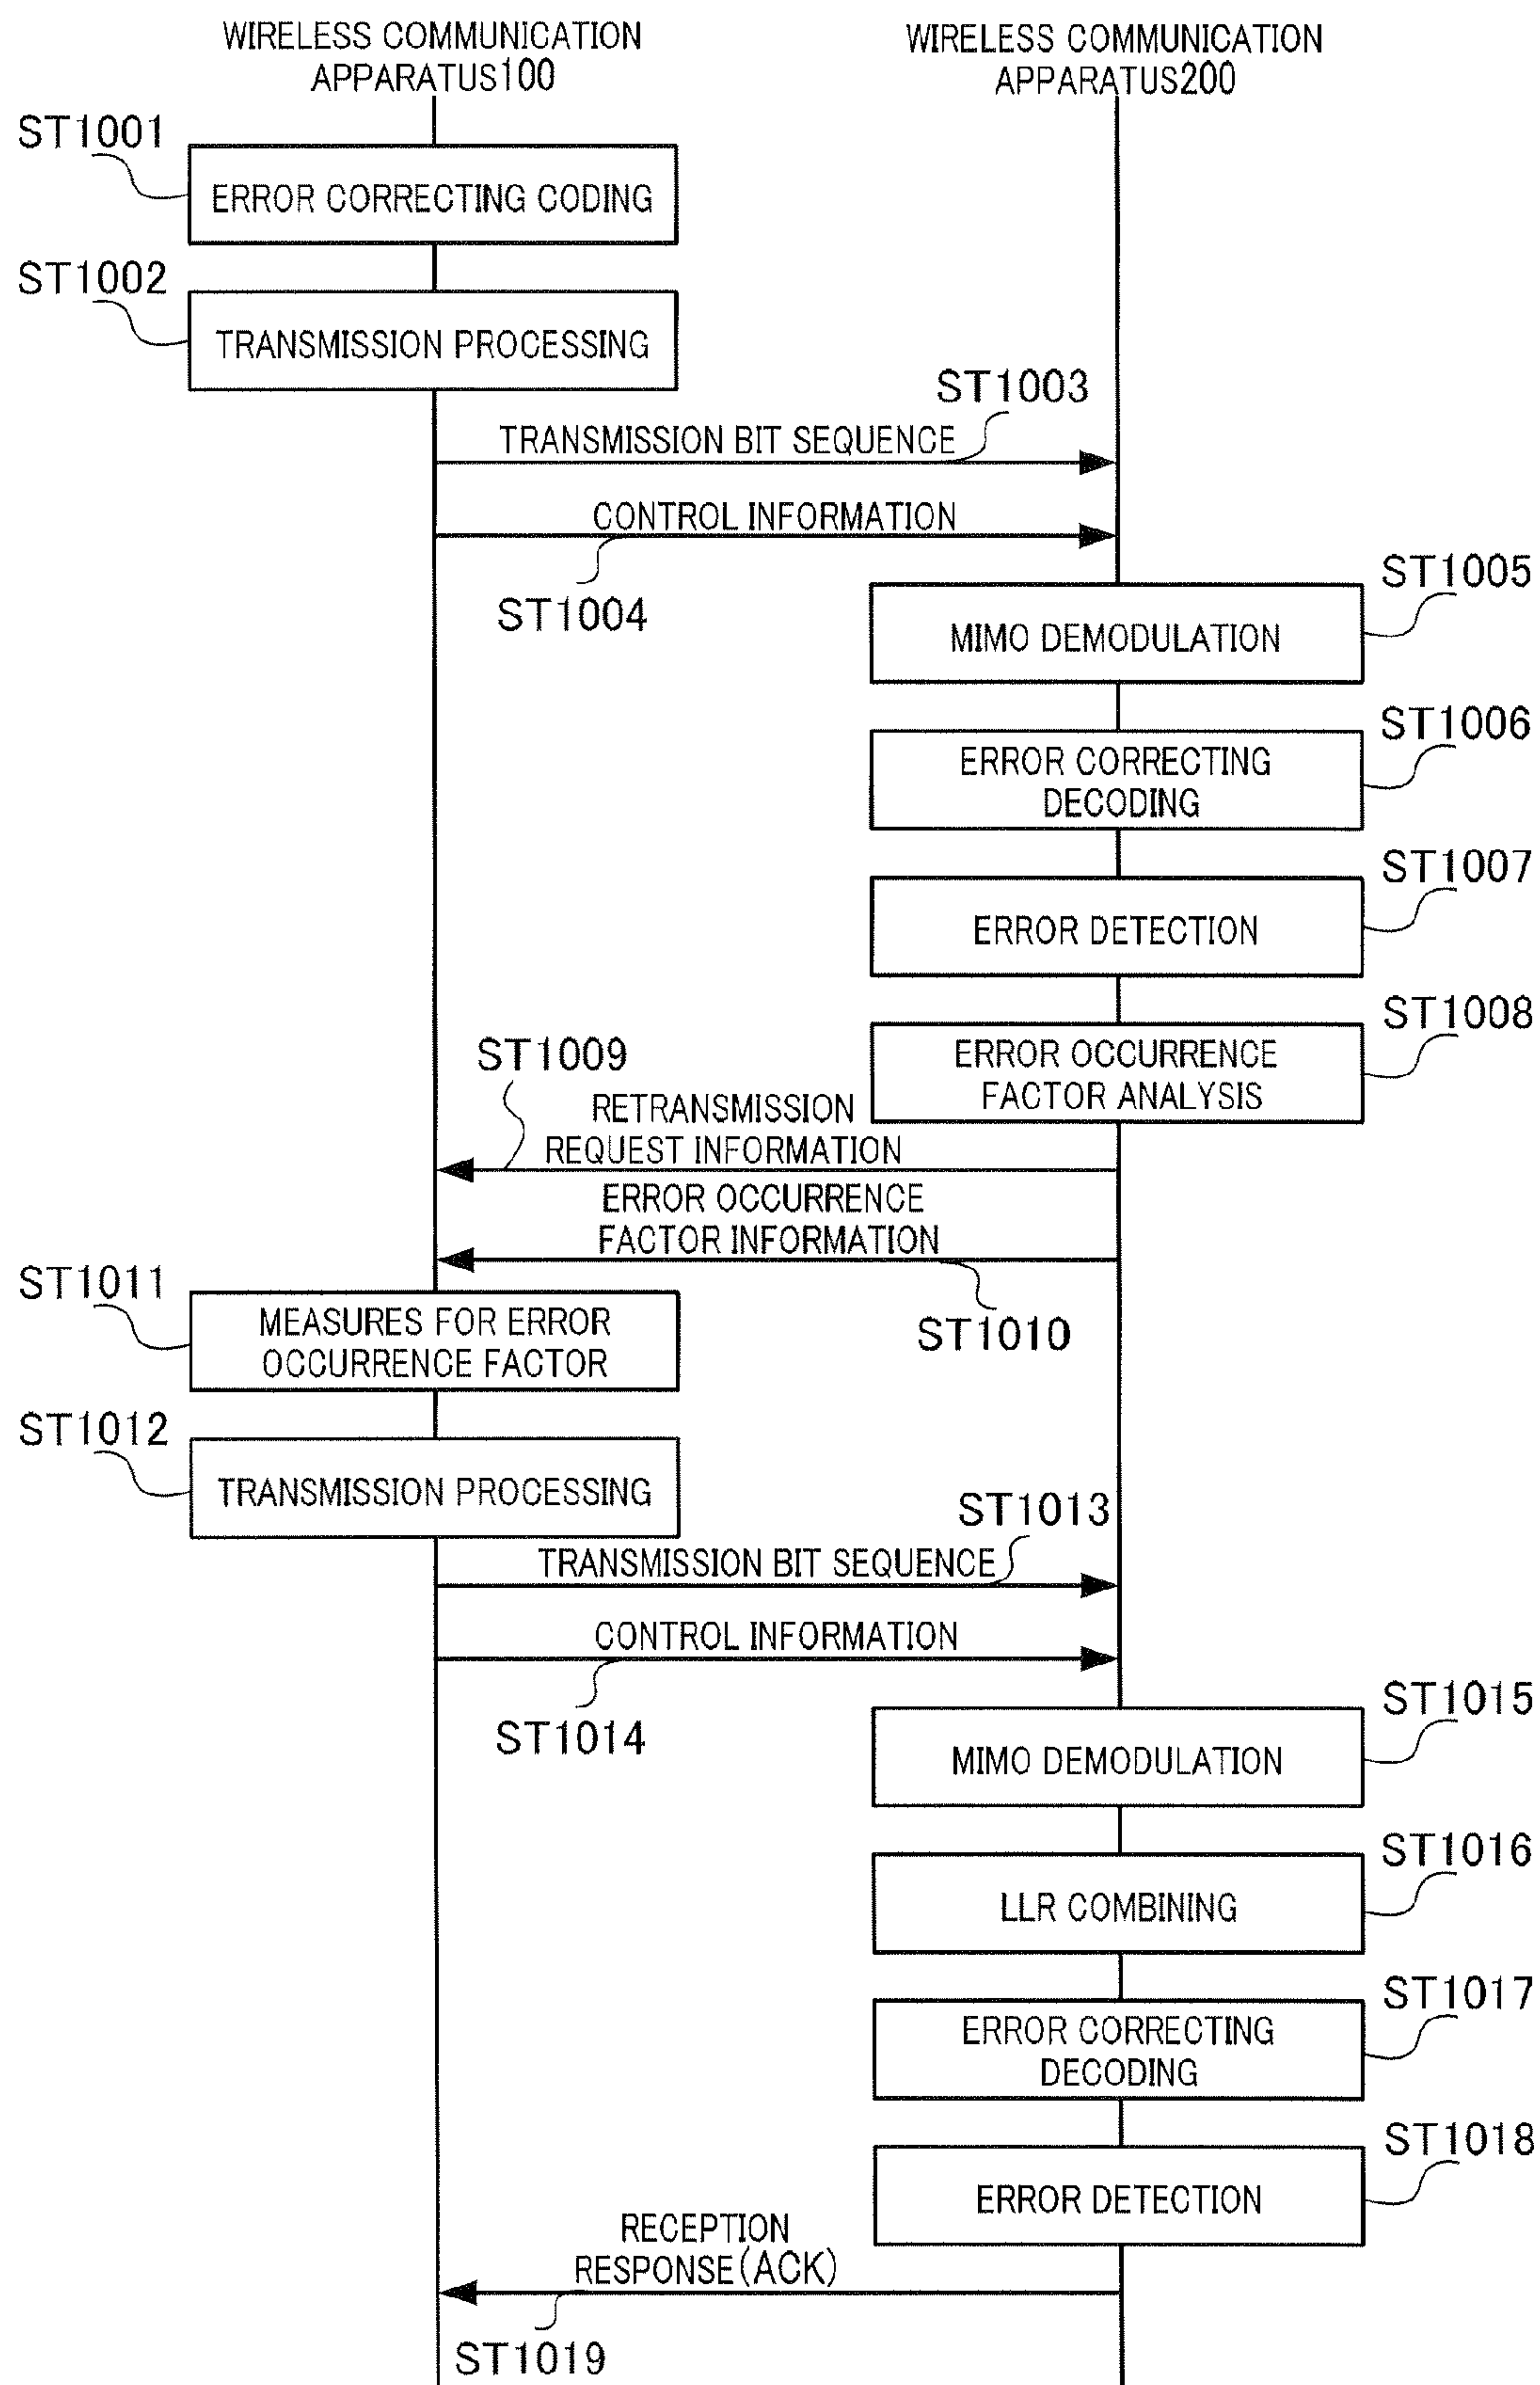 WIRELESS COMMUNICATION
APPARATUS100
WIRELESS COMMUNICATION
APPARATUS200
ST1001
ERROR CORRECTING CODING
ST1002
TRANSMISSION PROCESSING
ST1003
TRANSMISSION BIT SEQUENCE
CONTROL INFORMATION
ST1004
ST1005
MIMO DEMODULATION
ST1006
ERROR CORRECTING
DECODING
ST1007
ERROR DETECTION
ST1008
ERROR OCCURRENCE
FACTOR ANALYSIS
ST1009
RETRANSMISSION
REQUEST INFORMATION
ERROR OCCURRENCE
FACTOR INFORMATION
ST1010
ST1011
MEASURES FOR ERROR
OCCURRENCE FACTOR
ST1012
TRANSMISSION PROCESSING
ST1013
TRANSMISSION BIT SEQUENCE
CONTROL INFORMATION
ST1014
ST1015
MIMO DEMODULATION
ST1016
LLR COMBINING
ST1017
ERROR CORRECTING
DECODING
ST1018
ERROR DETECTION
RECEPTION
RESPONSE(ACK)
ST1019